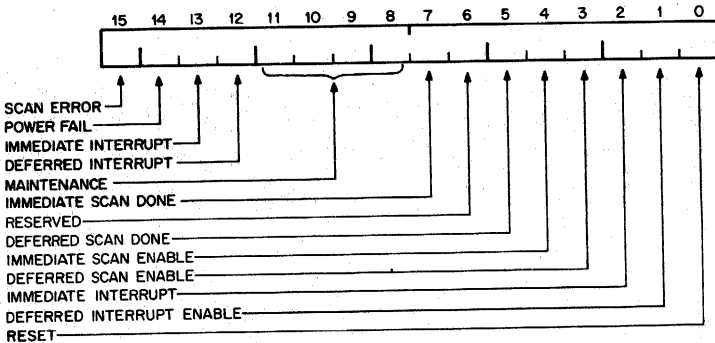 15 14 13 12 11 10 9 8 7 6 5 4 3 2 1 0
SCAN ERROR
POWER FAIL
IMMEDIATE INTERRUPT
DEFERRED INTERRUPT
MAINTENANCE
IMMEDIATE SCAN DONE
RESERVED
DEFERRED SCAN DONE
IMMEDIATE SCAN ENABLE
DEFERRED SCAN ENABLE
IMMEDIATE INTERRUPT
DEFERRED INTERRUPT ENABLE
RESET